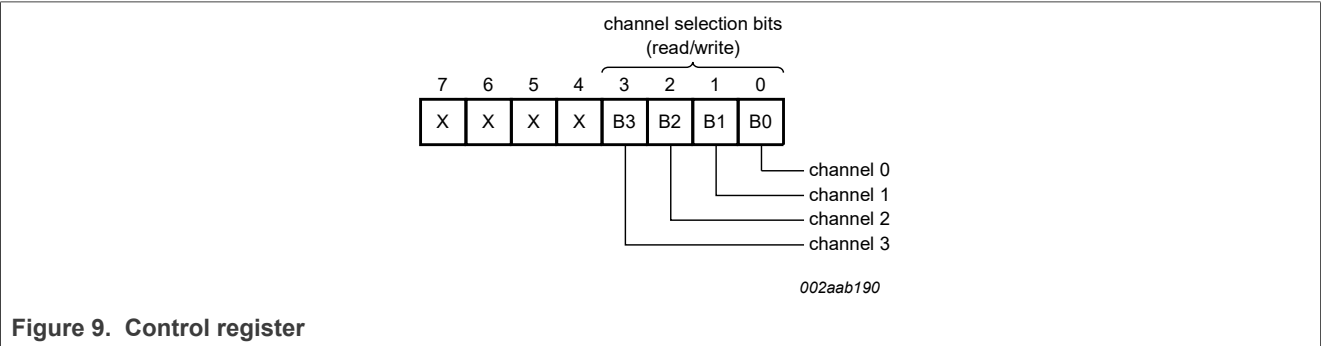 channel selection bits
(read/write)
7 6 5 4 3 2 1 0
X X X X B3 B2 B1 B0
channel 0
channel 1
channel 2
channel 3
002aab190
Figure 9. Control register